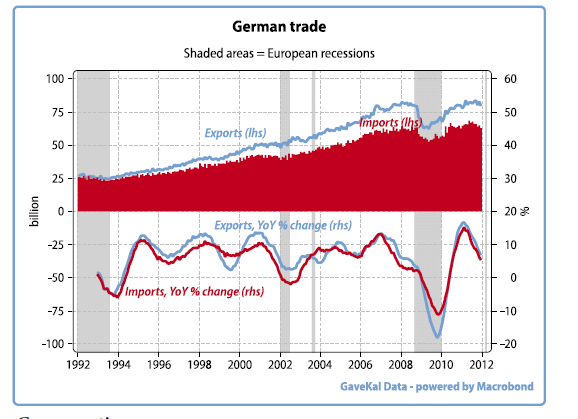 German trade
Shaded areas = European recessions
100
75
50
25
0
-25
-50
-75
-100
billion
60
50
40
30
20
10
0
-10
-20
%
Exports (lhs)
Imports (lhs)
Exports, YoY % change (rhs)
Imports, YoY % change (rhs)
1992 1994 1996 1998 2000 2002 2004 2006 2008 2010 2012
GaveKal Data - powered by Macrobond